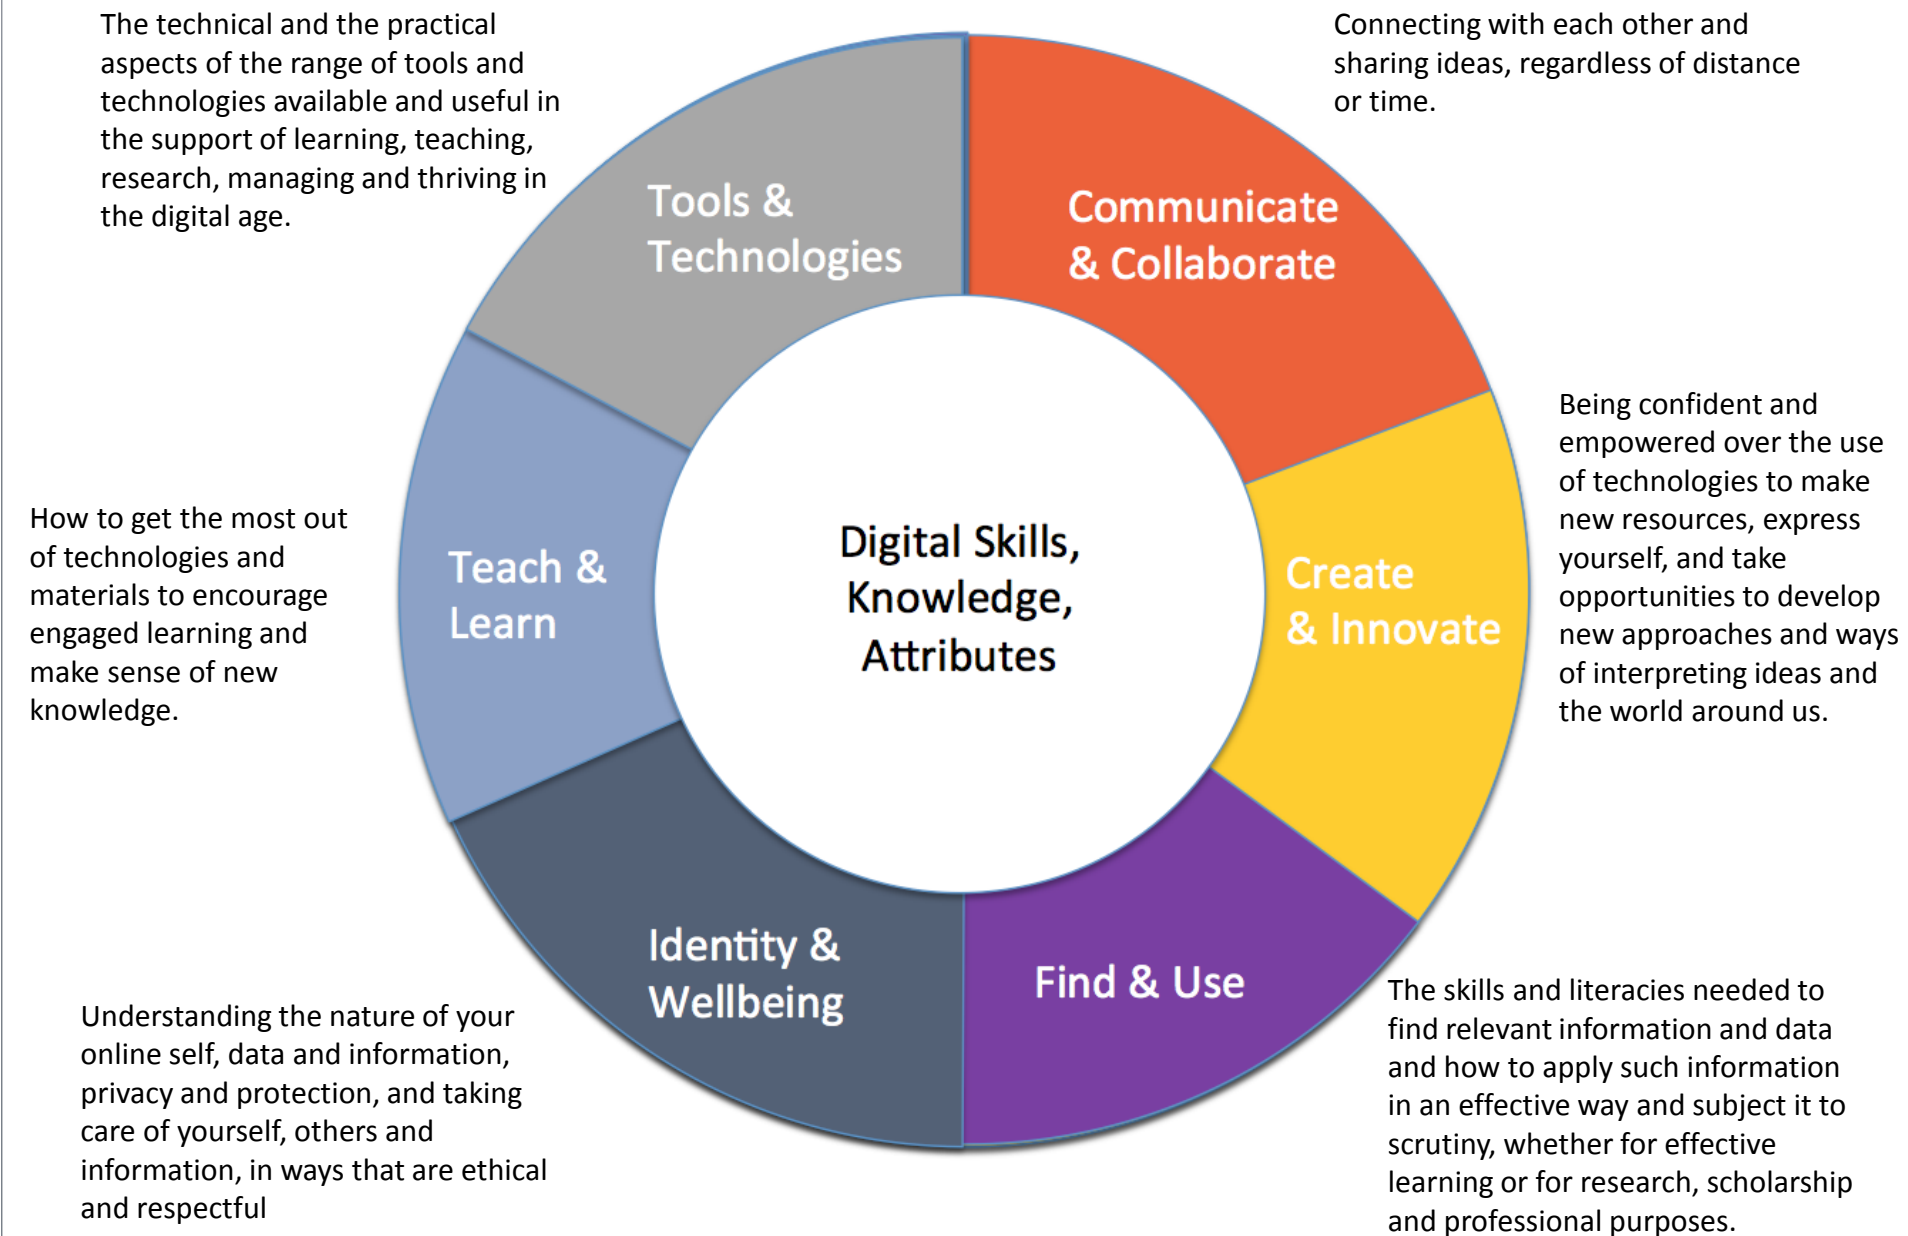 The technical and the practical
aspects of the range of tools and
technologies available and useful in
the support of learning, teaching,
research, managing and thriving in
the digital age.
Connecting with each other and
sharing ideas, regardless of distance
or time.
Tools &
Technologies
Communicate
& Collaborate
Being confident and
empowered over the use
of technologies to make
new resources, express
yourself, and take
opportunities to develop
new approaches and ways
of interpreting ideas and
the world around us.
How to get the most out
of technologies and
materials to encourage
engaged learning and
make sense of new
knowledge.
Teach &
Learn
Digital Skills,
Knowledge,
Attributes
Create
& Innovate
Identity &
Wellbeing
Find & Use
Understanding the nature of your
online self, data and information,
privacy and protection, and taking
care of yourself, others and
information, in ways that are ethical
and respectful
The skills and literacies needed to
find relevant information and data
and how to apply such information
in an effective way and subject it to
scrutiny, whether for effective
learning or for research, scholarship
and professional purposes.